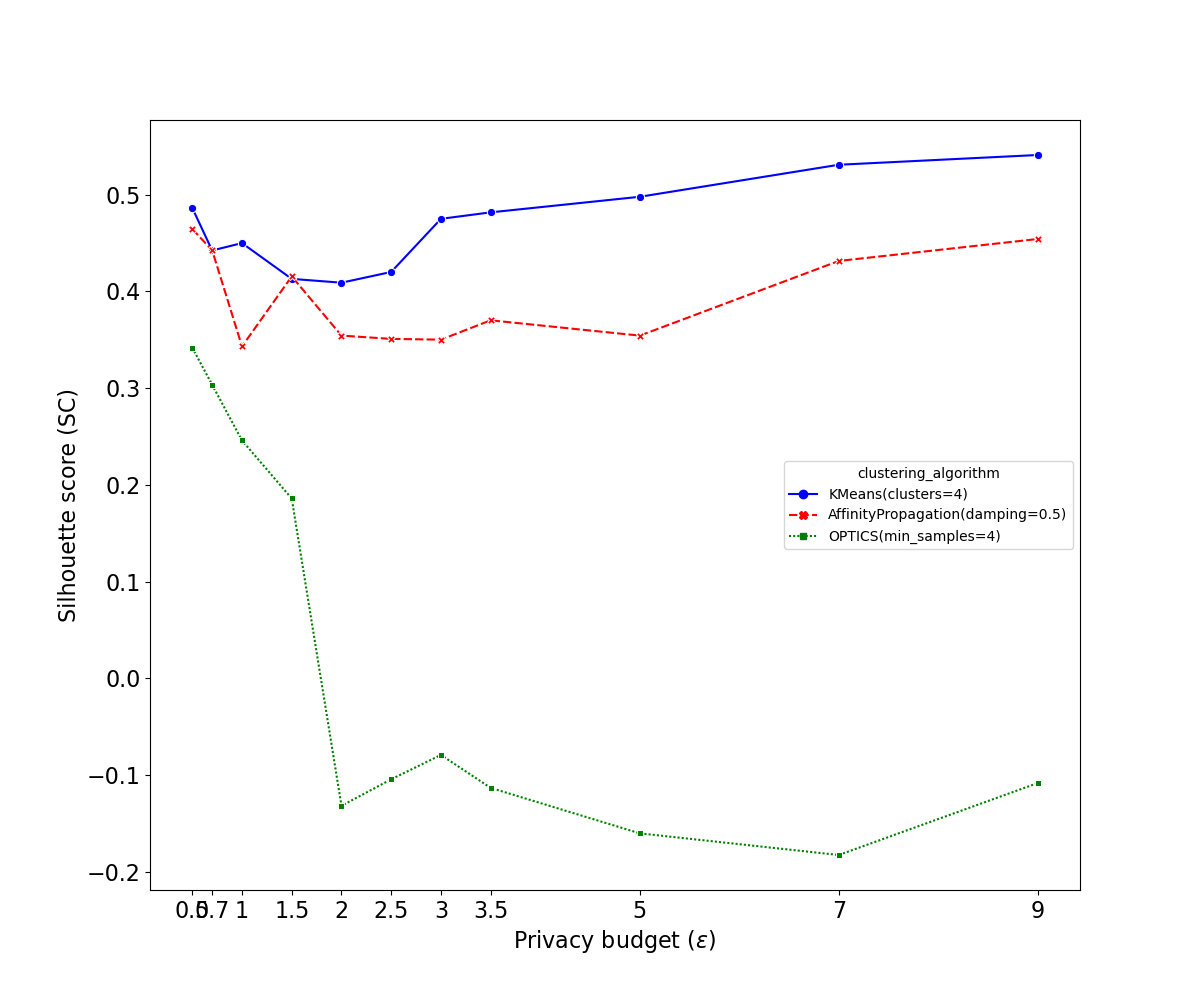 0.5
0.4
0.3
0.2
0.1
0.0
−0.1
−0.2
Silhouette score (SC)
clustering_algorithm
KMeans(clusters=4)
AffinityPropagation(damping=0.5)
OPTICS(min_samples=4)
0.5 0.7 1 1.5 2 2.5 3 3.5 5 7 9
Privacy budget (ε)